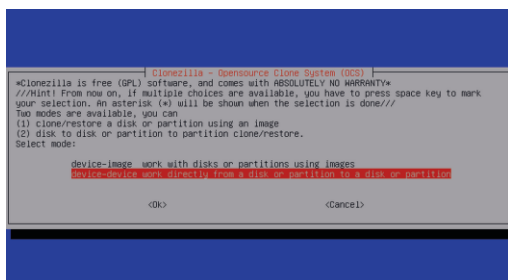 Clonezilla - Opensource Clone System (OCS)
*Clonezilla is free (GPL) software, and comes with ABSOLUTELY NO WARRANTY*
///Hint! From now on, if multiple choices are available, you have to press space key to mark
your selection. An asterisk (*) will be shown when the selection is done///
Two modes are available, you can
(1) clone/restore a disk or partition using an image
(2) disk to disk or partition to partition clone/restore.
Select mode:
device-image work with disks or partitions using images
device-device work directly from a disk or partition to a disk or partition
<Ok> <Cancel>